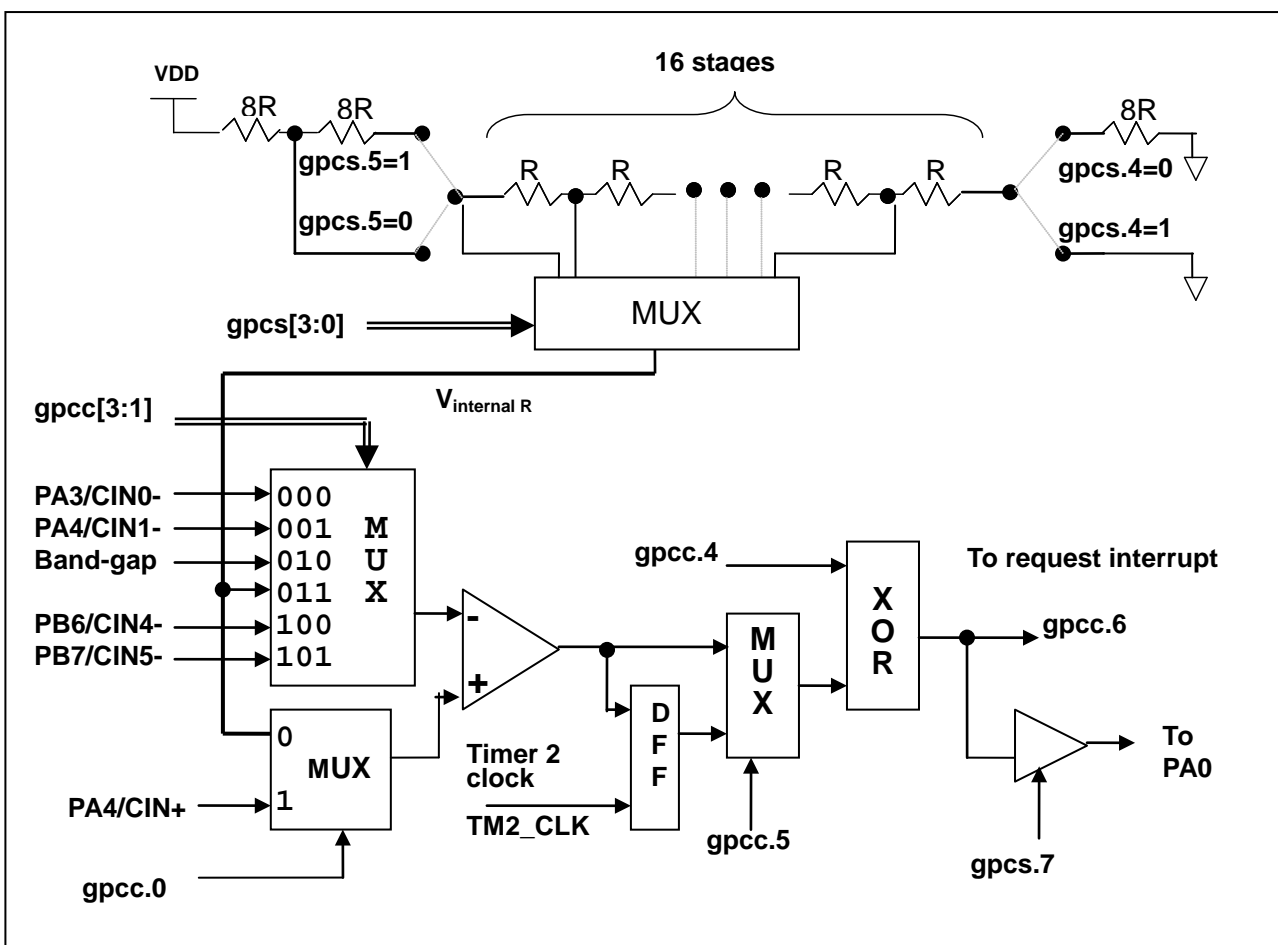 16 stages
VDD
8R
8R
8R
gpcs.5=1
R
R
R
R
gpcs.4=0
gpcs.5=0
gpcs.4=1
gpcs[3:0]
MUX
Vinternal R
gpcc[3:1]
PA3/CIN0-
000
PA4/CIN1-
001
Band-gap
010
011
PB6/CIN4-
100
PB7/CIN5-
101
M
U
X
-
+
gpcc.4
To request interrupt
X
O
R
gpcc.6
M
U
X
D
F
F
0
MUX
1
PA4/CIN+
gpcc.0
Timer 2
clock
TM2_CLK
gpcc.5
To
PA0
gpcs.7